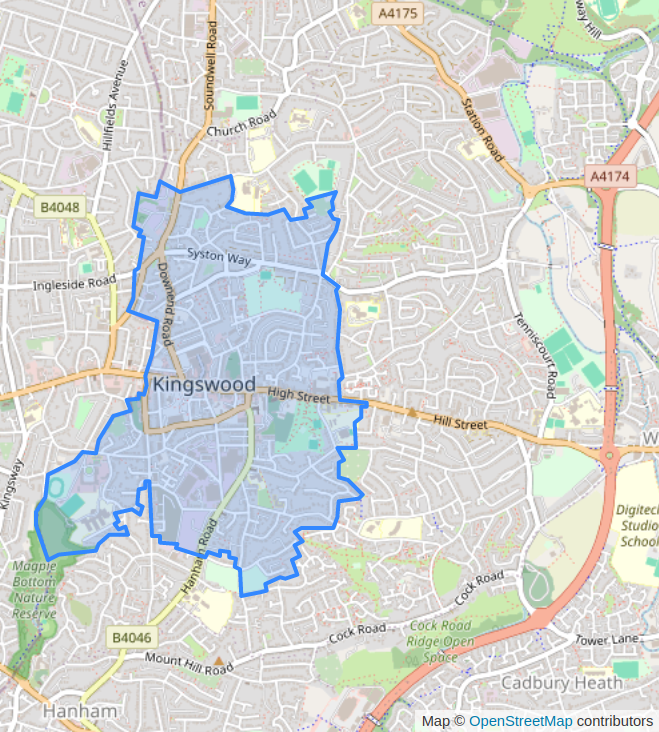 way Hill
A4175
Soundwell Road
Hillfields Avenue
Church Road
Station Road
A4174
B4048
Syston Way
Ingleside Road
Downend Road
Tenniscourt Road
Kingswood
High Street
Hill Street
W
Kingsway
Digitech
Studio
School
Hanham Road
Magpie
Bottom
Nature
Reserve
Cock Road
Cock Road
Cock Road
Ridge Open
Space
B4046
Tower Lane
Mount Hill Road
Cadbury Heath
Hanham
Map © OpenStreetMap contributors